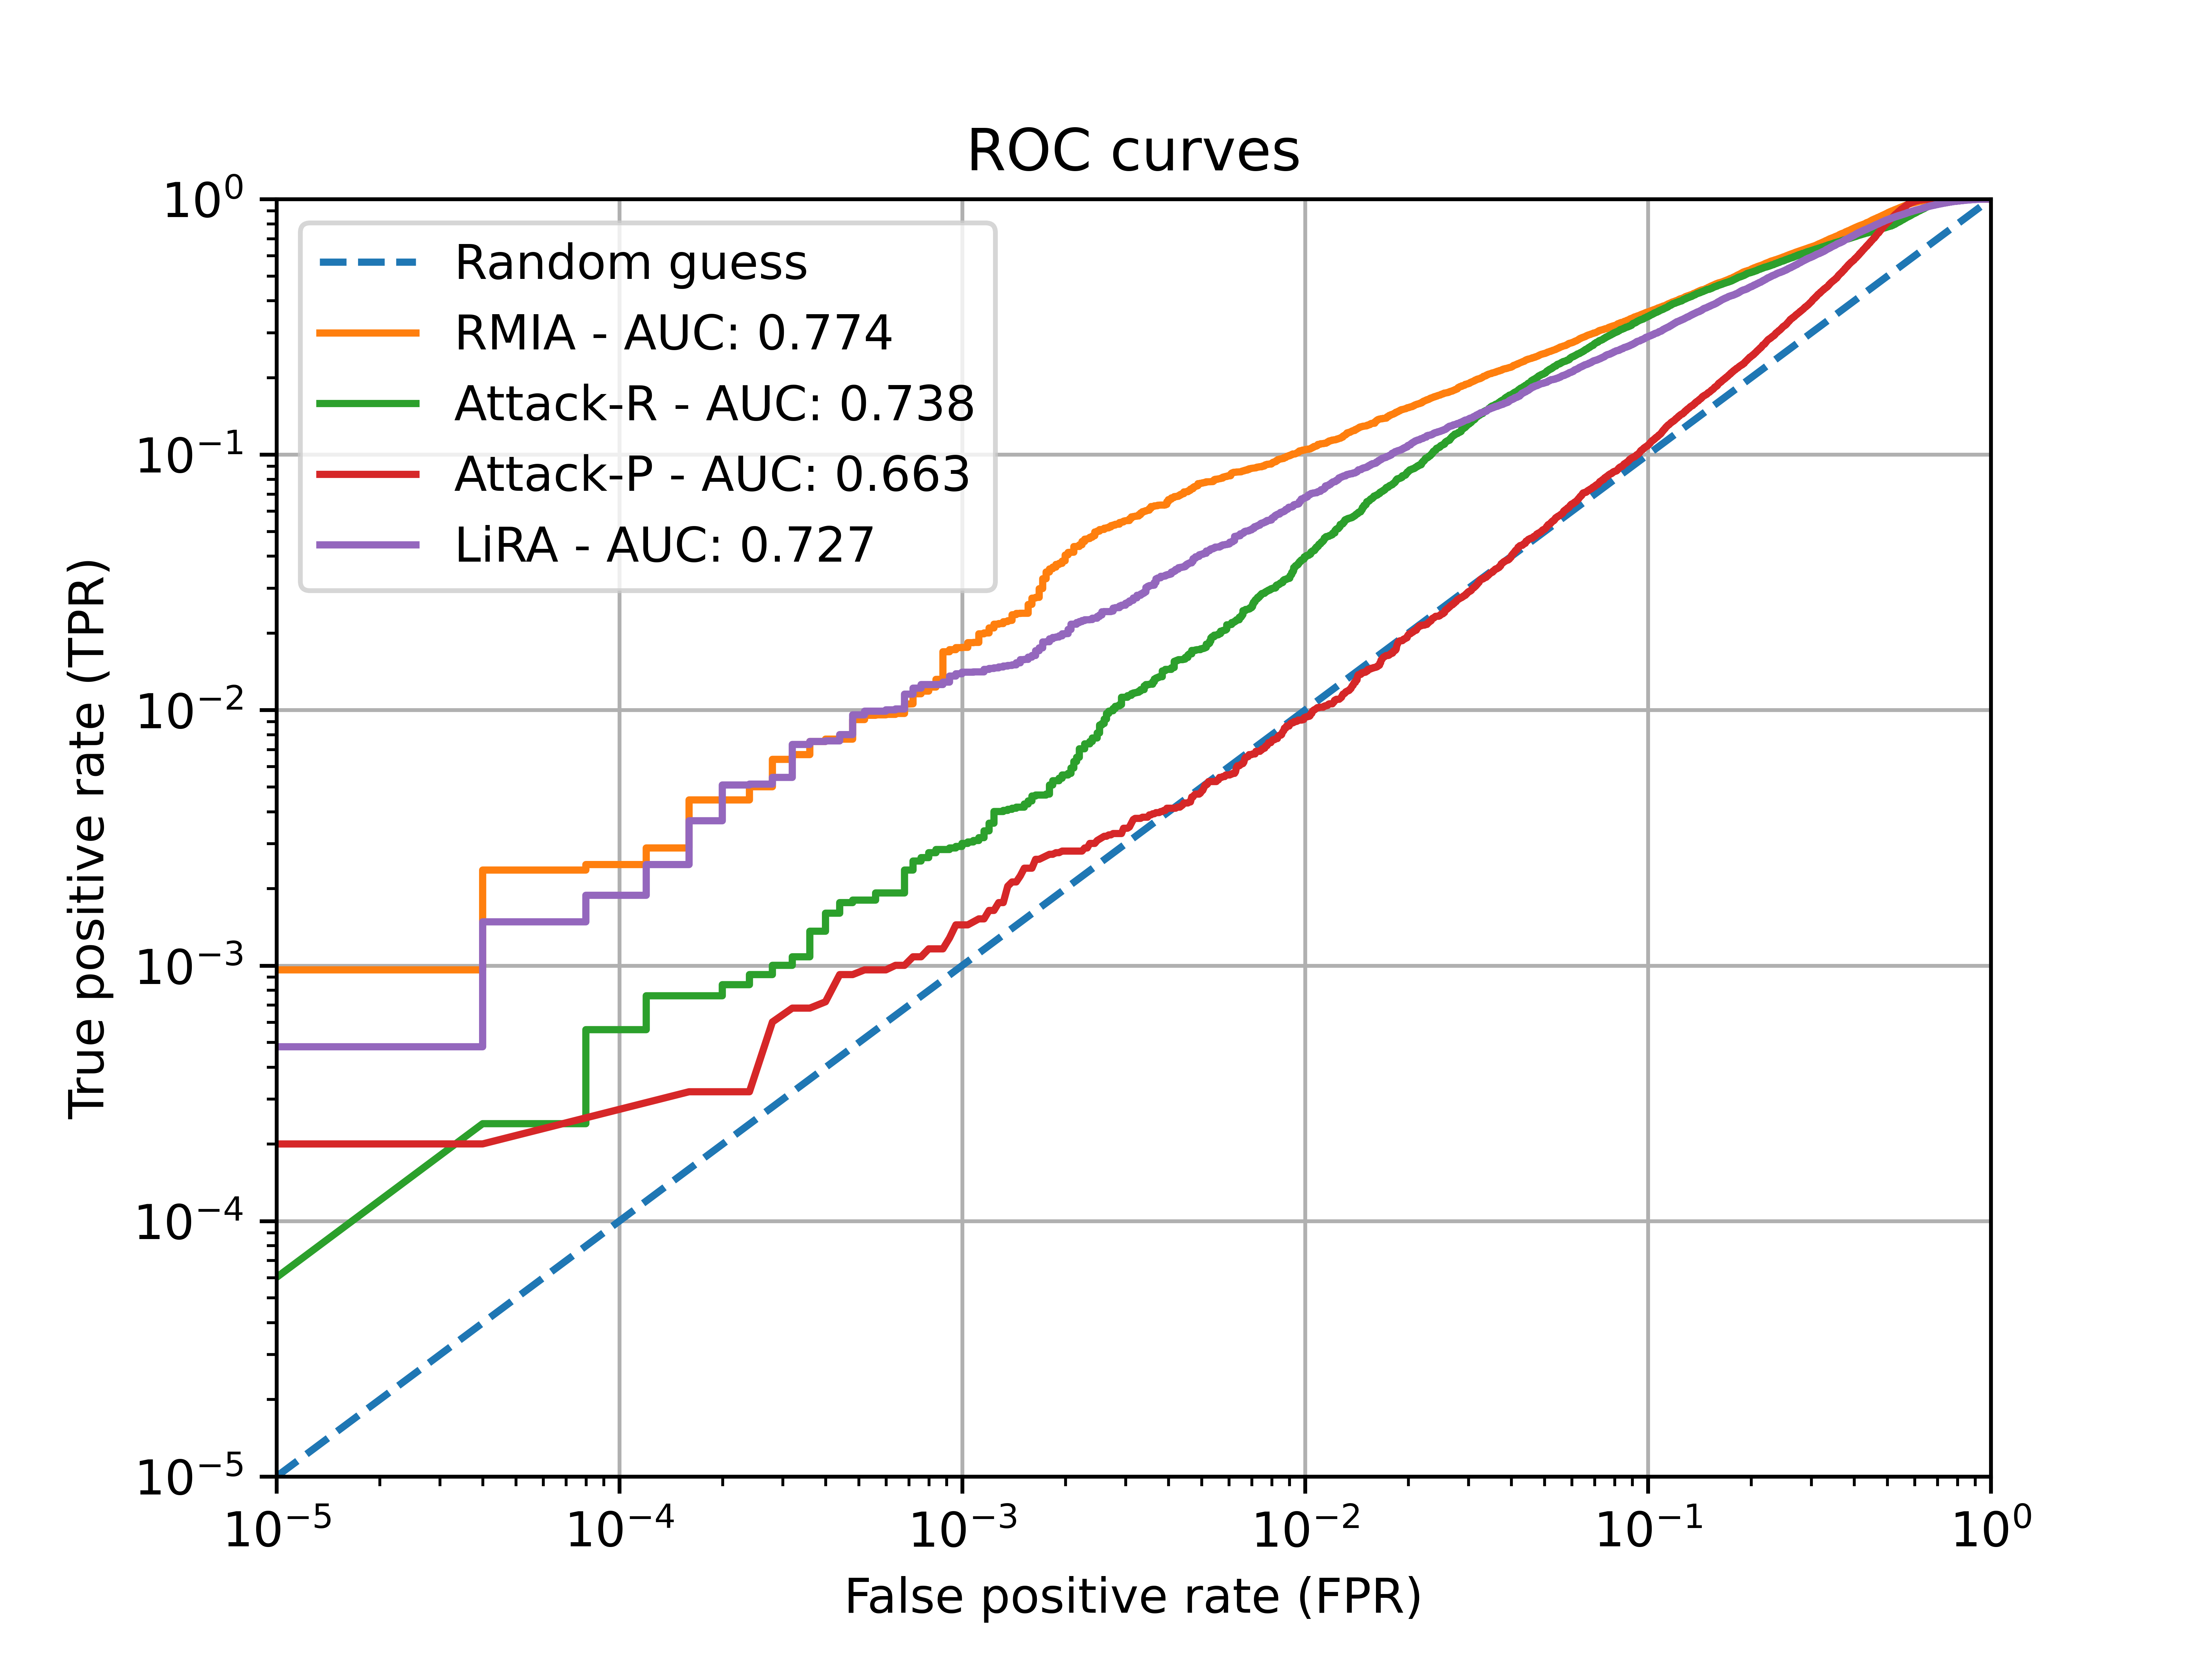 ROC curves
10⁰
Random guess
RMIA - AUC: 0.774
Attack-R - AUC: 0.738
10⁻¹
Attack-P - AUC: 0.663
LiRA - AUC: 0.727
True positive rate (TPR)
10⁻²
10⁻³
10⁻⁴
10⁻⁵
10⁻⁵ 10⁻⁴ 10⁻³ 10⁻² 10⁻¹ 10⁰
False positive rate (FPR)